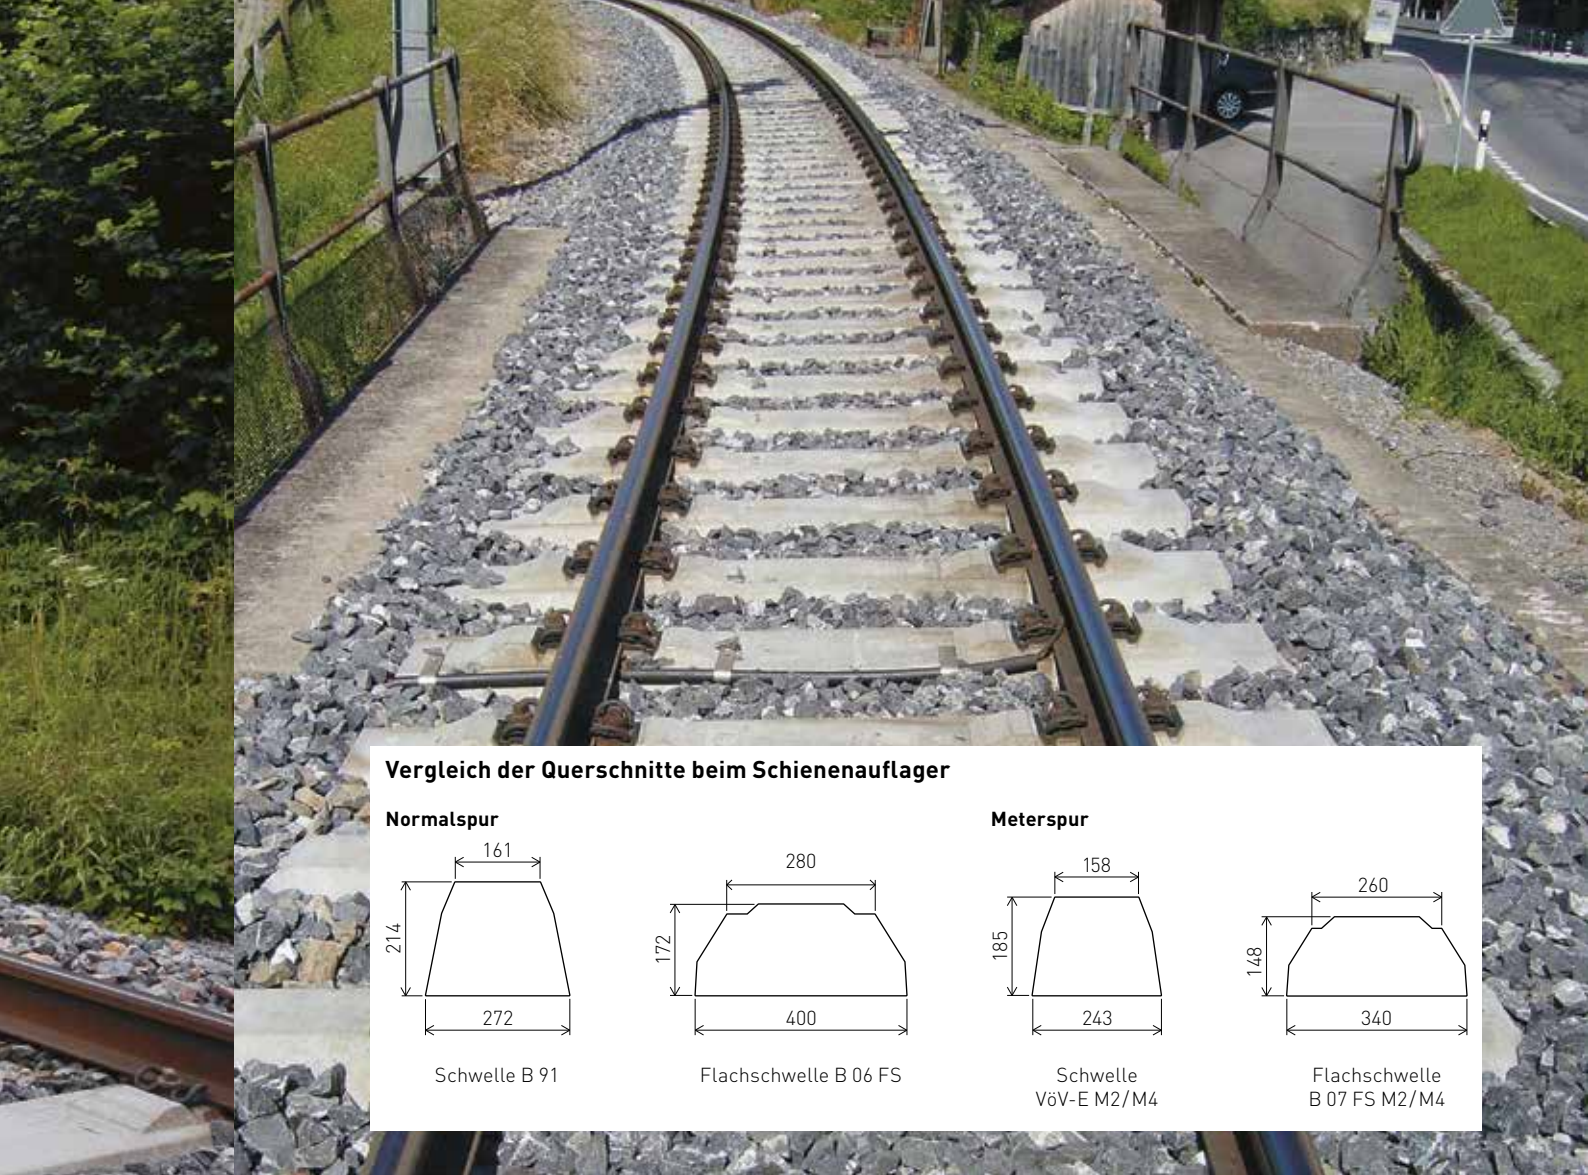 Vergleich der Querschnitte beim Schienenauflager
Normalspur
161
214
272
Schwelle B 91
280
172
400
Flachschwelle B 06 FS
Meterspur
158
185
243
Schwelle
VöV-E M2/M4
260
148
340
Flachschwelle
B 07 FS M2/M4